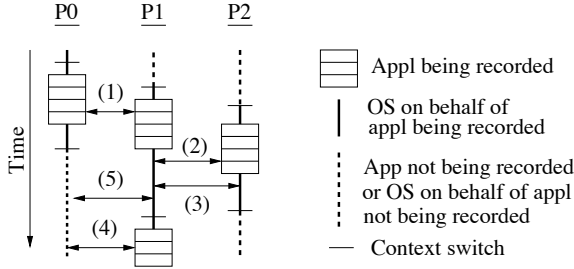 P0 P1 P2
Time
(1)
(2)
(5)
(3)
(4)
Appl being recorded
OS on behalf of
appl being recorded
App not being recorded
or OS on behalf of appl
not being recorded
Context switch